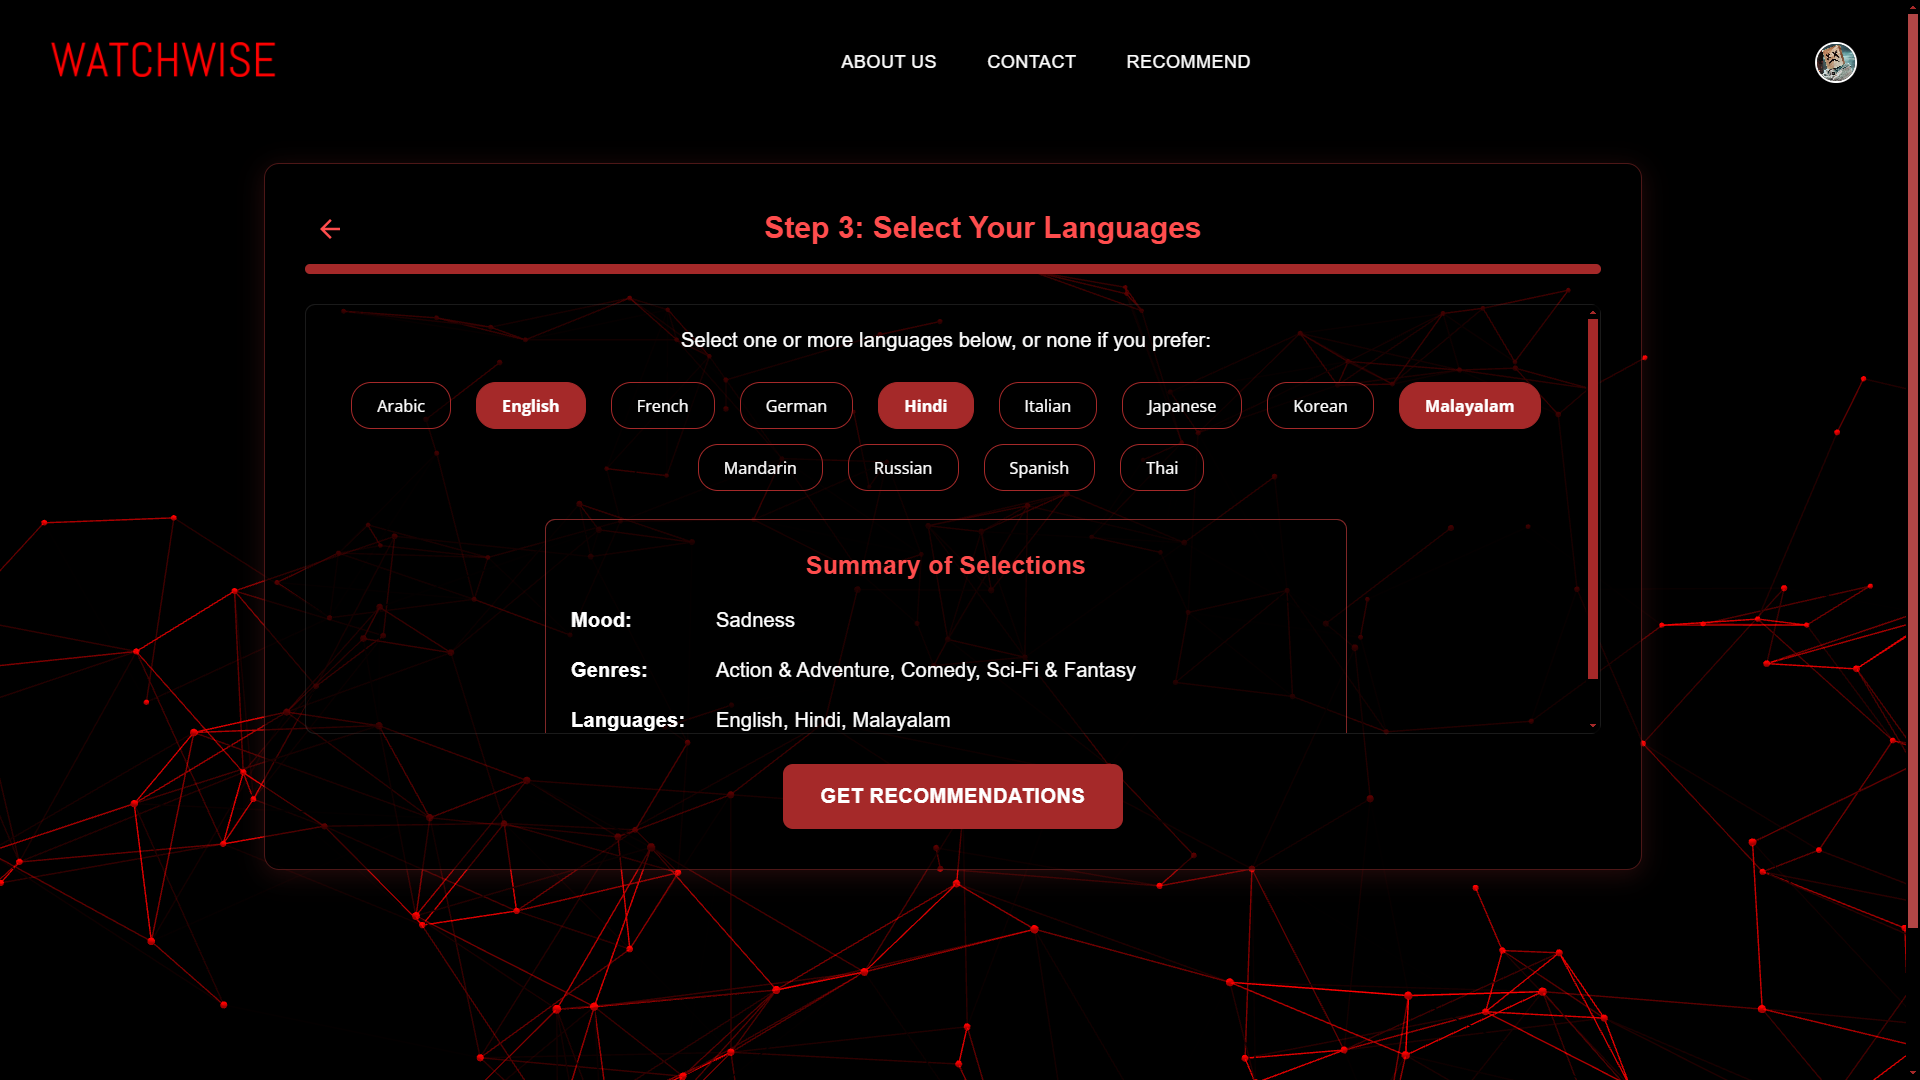 WATCHWISE
ABOUT US CONTACT RECOMMEND
Step 3: Select Your Languages
Select one or more languages below, or none if you prefer:
Arabic English French German Hindi Italian Japanese Korean Malayalam
Mandarin Russian Spanish Thai
Summary of Selections
Mood: Sadness
Genres: Action & Adventure, Comedy, Sci-Fi & Fantasy
Languages: English, Hindi, Malayalam
GET RECOMMENDATIONS